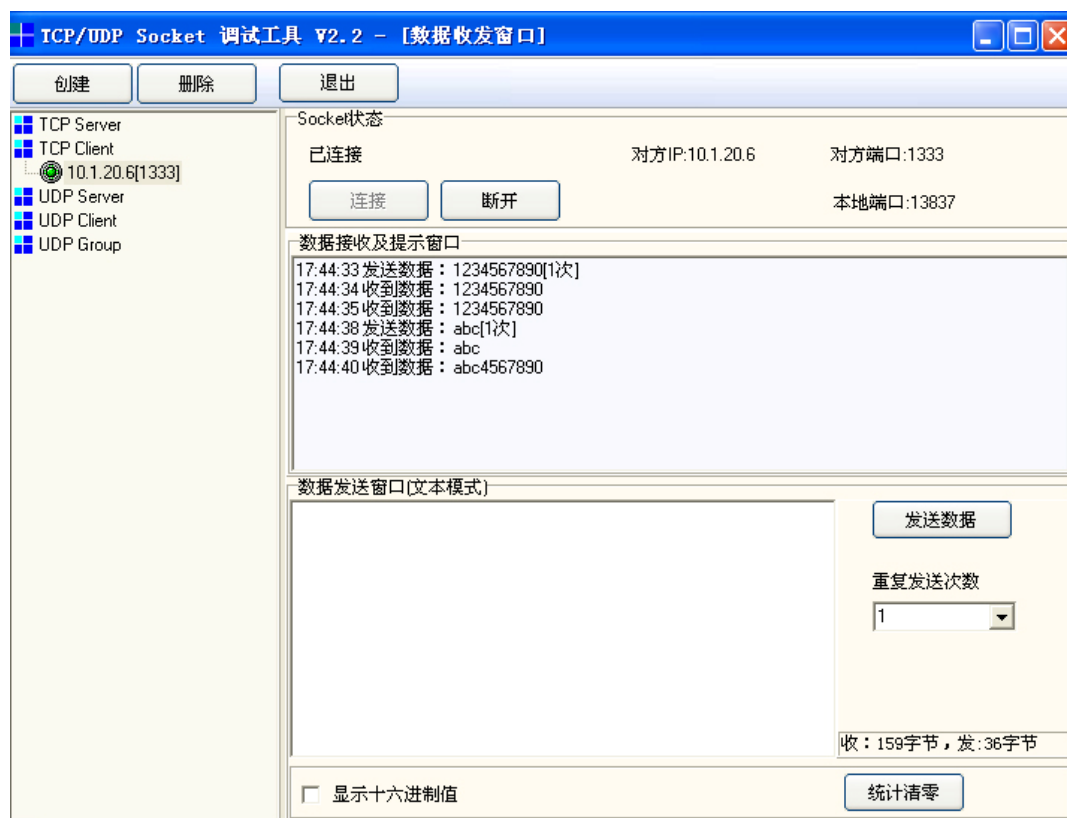 TCP/UDP Socket 调试工具 V2.2 - [数据收发窗口]
创建 删除 退出
TCP Server
TCP Client
10.1.20.6[1333]
UDP Server
UDP Client
UDP Group
Socket状态
已连接 对方IP:10.1.20.6 对方端口:1333
连接 断开 本地端口:13837
数据接收及提示窗口
17:44:33 发送数据：1234567890[1次]
17:44:34 收到数据：1234567890
17:44:35 收到数据：1234567890
17:44:38 发送数据：abc[1次]
17:44:39 收到数据：abc
17:44:40 收到数据：abc4567890
数据发送窗口(文本模式)
发送数据
重复发送次数
1
收：159字节，发:36字节
显示十六进制值 统计清零